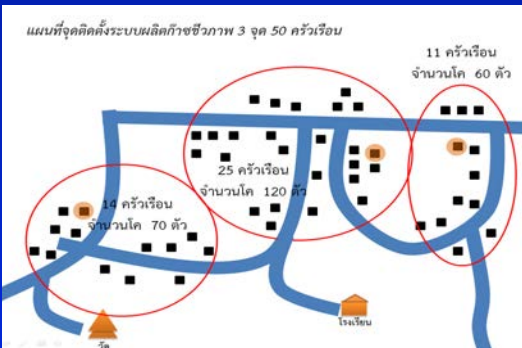 แผนที่จุดติดตั้งระบบผลิตก๊าซชีวภาพ 3 จุด 50 ครัวเรือน
11 ครัวเรือน
จำนวนโค 60 ตัว
25 ครัวเรือน
จำนวนโค 120 ตัว
14 ครัวเรือน
จำนวนโค 70 ตัว
โรงเรียน
วัด